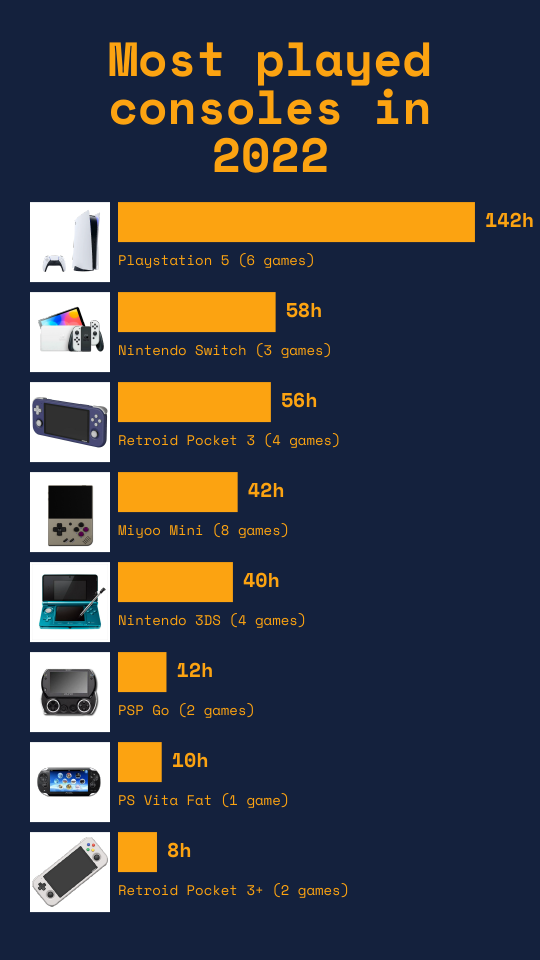 Most played
consoles in
2022
142h
Playstation 5 (6 games)
58h
Nintendo Switch (3 games)
56h
Retroid Pocket 3 (4 games)
42h
Miyoo Mini (8 games)
40h
Nintendo 3DS (4 games)
12h
PSP Go (2 games)
10h
PS Vita Fat (1 game)
8h
Retroid Pocket 3+ (2 games)